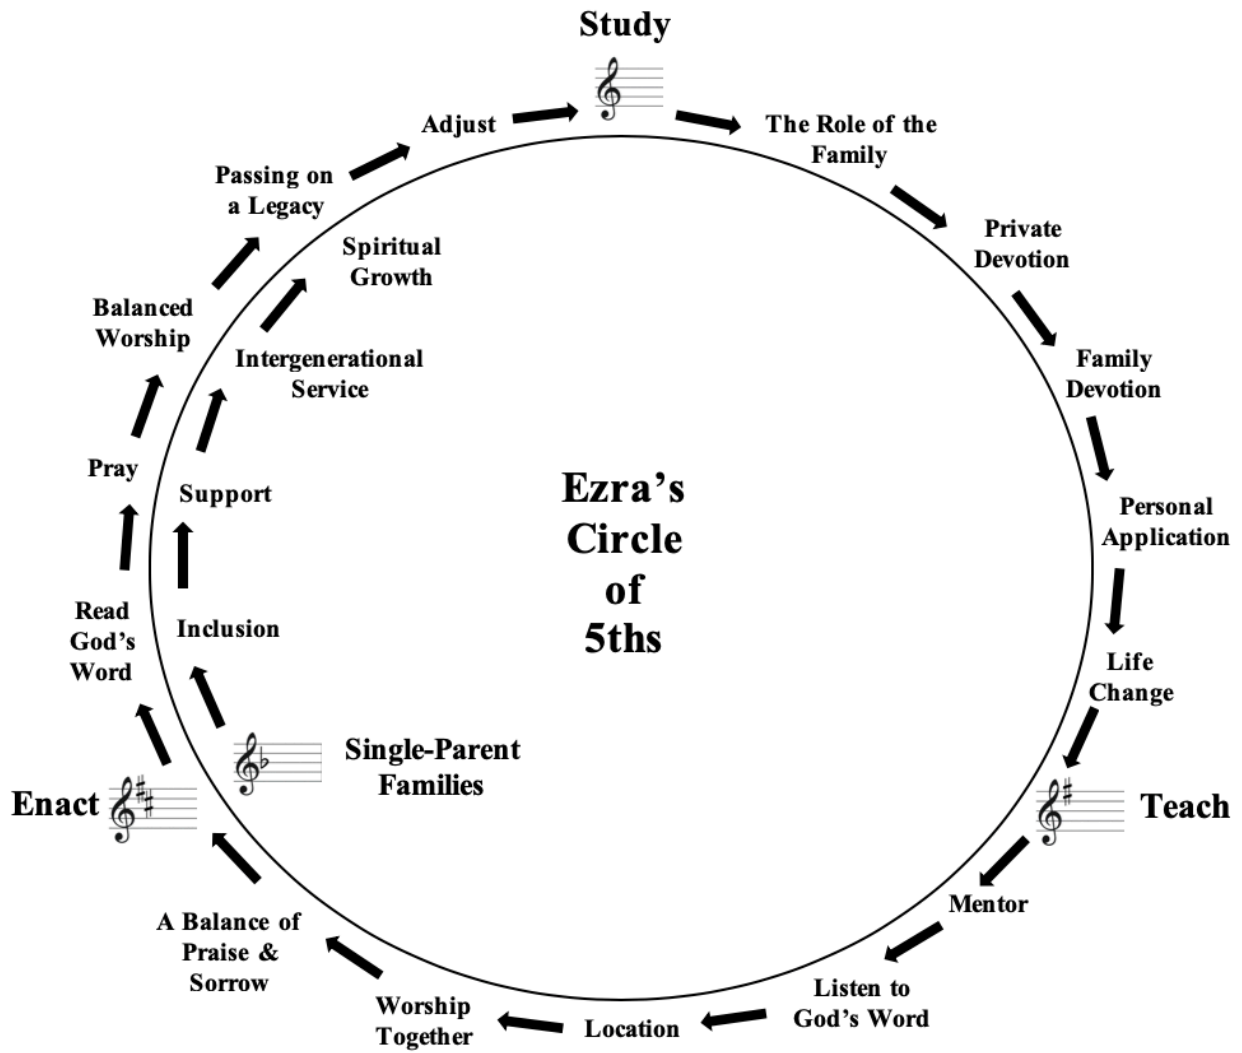 Study
The Role of the
Family
Private
Devotion
Family
Devotion
Personal
Application
Life
Change
Teach
Mentor
Listen to
God’s Word
Location
Worship
Together
A Balance of
Praise &
Sorrow
Enact
Read
God’s
Word
Pray
Balanced
Worship
Passing on
a Legacy
Adjust
Single-Parent
Families
Inclusion
Support
Intergenerational
Service
Spiritual
Growth
Ezra’s
Circle
of
5ths